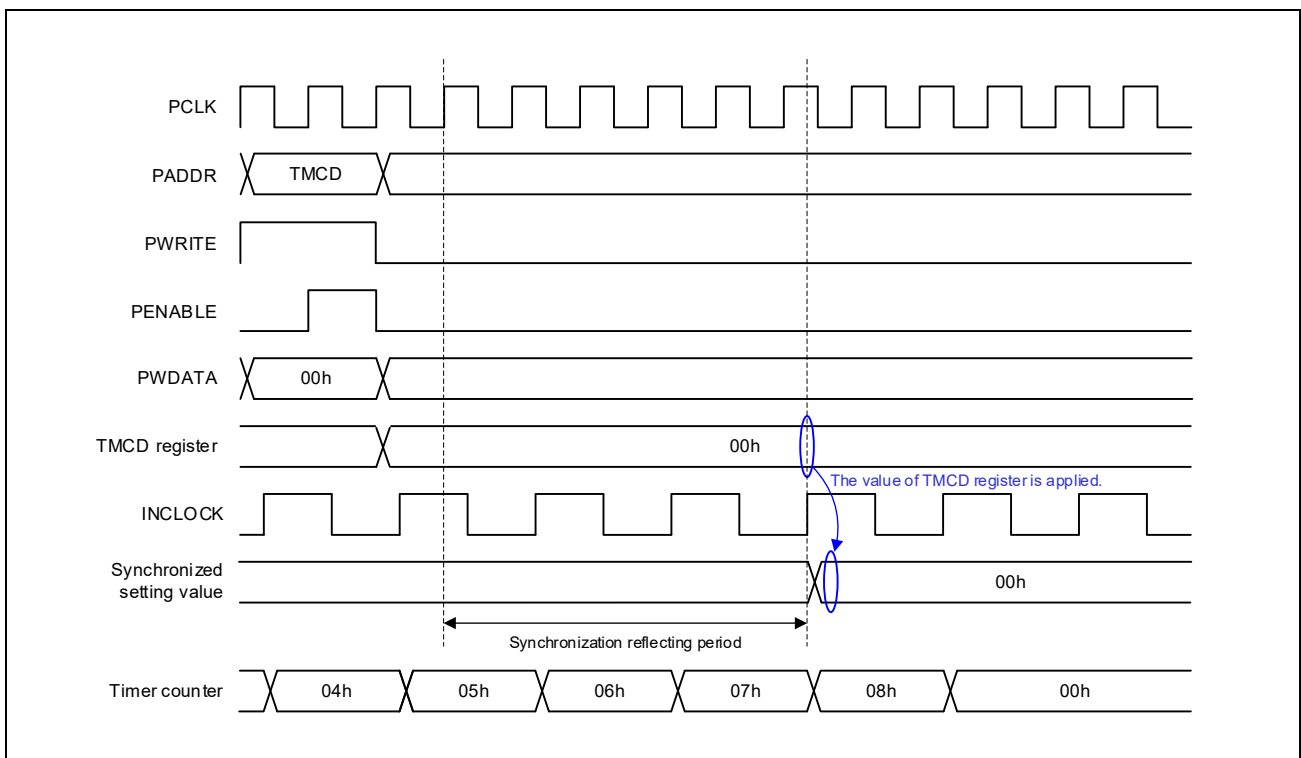 PCLK
PADDR
TMCD
PWRITE
PENABLE
PWDATA
00h
TMCD register
00h
The value of TMCD register is applied.
INCLOCK
Synchronized
setting value
00h
Synchronization reflecting period
Timer counter
04h
05h
06h
07h
08h
00h